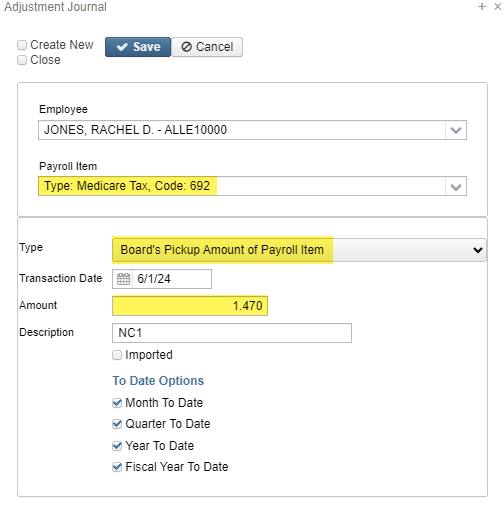 Adjustment Journal
Create New
Save
Cancel
Close
Employee
JONES, RACHEL D. - ALLE10000
Payroll Item
Type: Medicare Tax, Code: 692
Type
Board's Pickup Amount of Payroll Item
Transaction Date
6/1/24
Amount
1.470
Description
NC1
Imported
To Date Options
Month To Date
Quarter To Date
Year To Date
Fiscal Year To Date